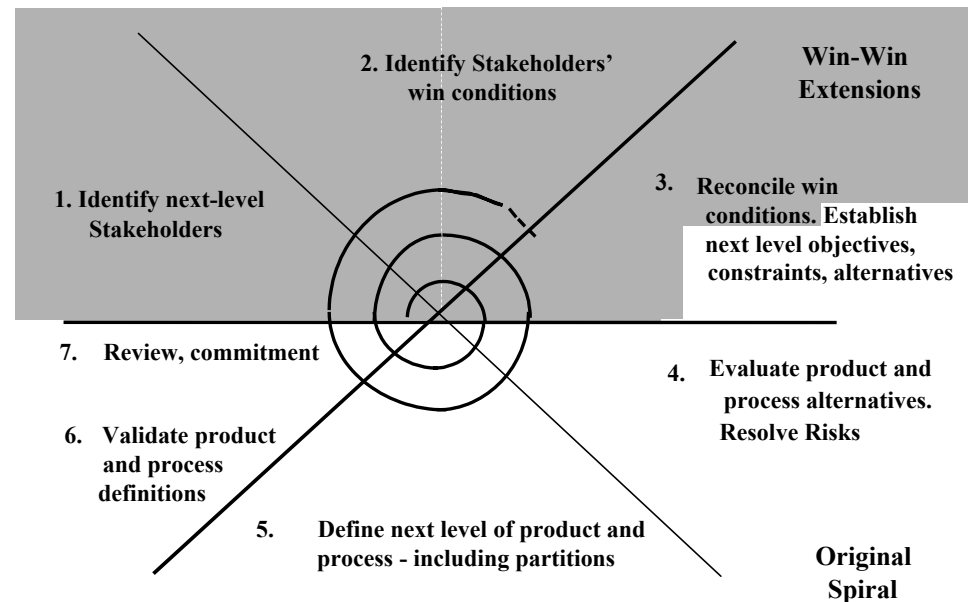 2. Identify Stakeholders’
win conditions
Win-Win
Extensions
1. Identify next-level
Stakeholders
3. Reconcile win
conditions. Establish
next level objectives,
constraints, alternatives
7. Review, commitment
4. Evaluate product and
process alternatives.
Resolve Risks
6. Validate product
and process
definitions
5. Define next level of product and
process - including partitions
Original
Spiral